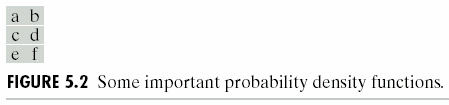 a b
c d
e f
FIGURE 5.2 Some important probability density functions.